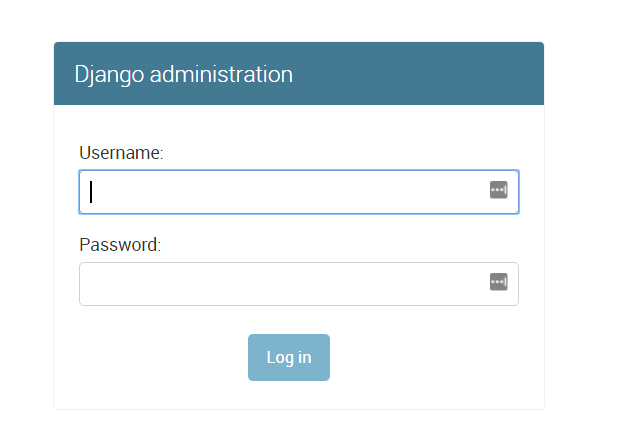 Django administration
Username:
Password:
Log in